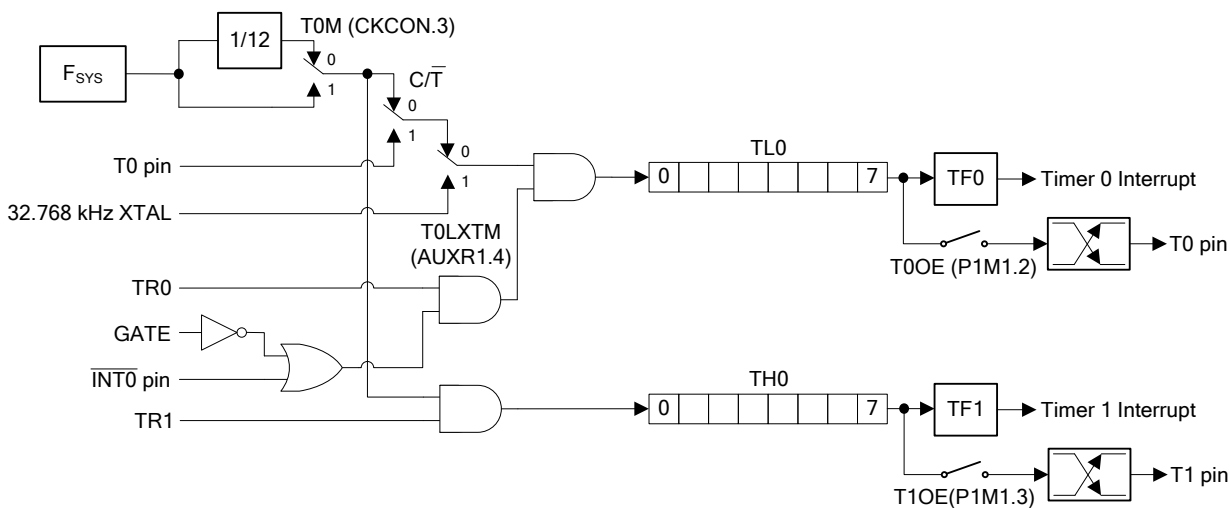 T0M (CKCON.3)
1/12
F_SYS
0
1
C/T̅
0
1
T0 pin
0
1
32.768 kHz XTAL
T0LXTM
(AUXR1.4)
TL0
0 7
TF0
Timer 0 Interrupt
T0OE (P1M1.2)
T0 pin
TR0
GATE
I̅N̅T̅0̅ pin
TR1
TH0
0 7
TF1
Timer 1 Interrupt
T1OE(P1M1.3)
T1 pin